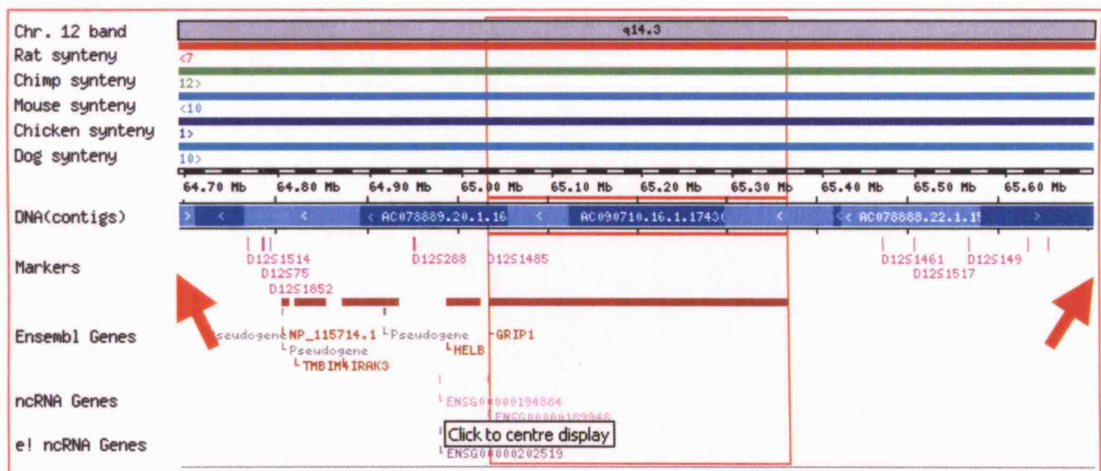 Chr. 12 band q14.3
Rat synteny <7
Chimp synteny 12>
Mouse synteny <10
Chicken synteny 1>
Dog synteny 10>
64.70 Mb 64.80 Mb 64.90 Mb 65.00 Mb 65.10 Mb 65.20 Mb 65.30 Mb 65.40 Mb 65.50 Mb 65.60 Mb
DNA(contigs) > < < < AC078889.20.1.16 < AC090710.16.1.1743( < < < AC078888.22.1.15 >
Markers
D12S1514 D12S288 D12S1485 D12S1461 D12S149
D12S75 D12S1517
D12S1852
Ensembl Genes
seudogene NP_115714.1 Pseudogene GRIP1
Pseudogene HELB
TMBIM4 IRAK3
ncRNA Genes ENSG00000194884
ENSG00000189948
Click to centre display
e! ncRNA Genes ENSG00000202519